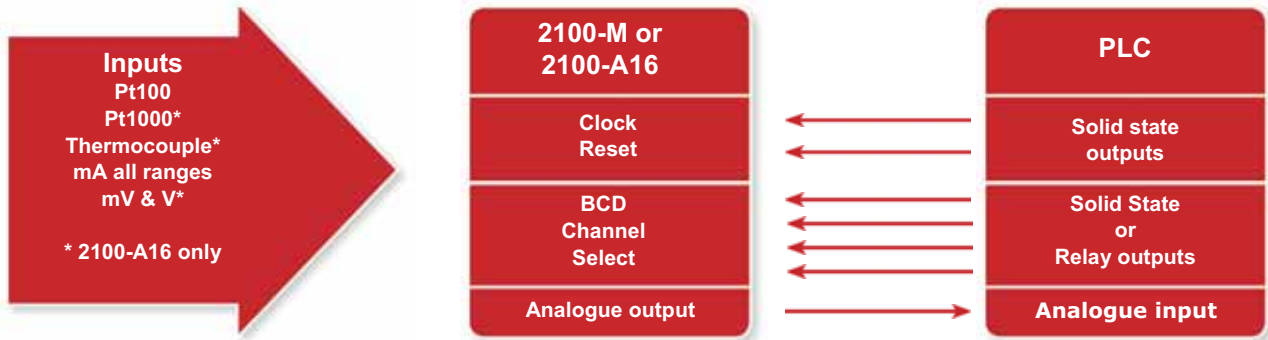 Inputs
Pt100
Pt1000*
Thermocouple*
mA all ranges
mV & V*
* 2100-A16 only
2100-M or
2100-A16
Clock
Reset
BCD
Channel
Select
Analogue output
PLC
Solid state
outputs
Solid State
or
Relay outputs
Analogue input